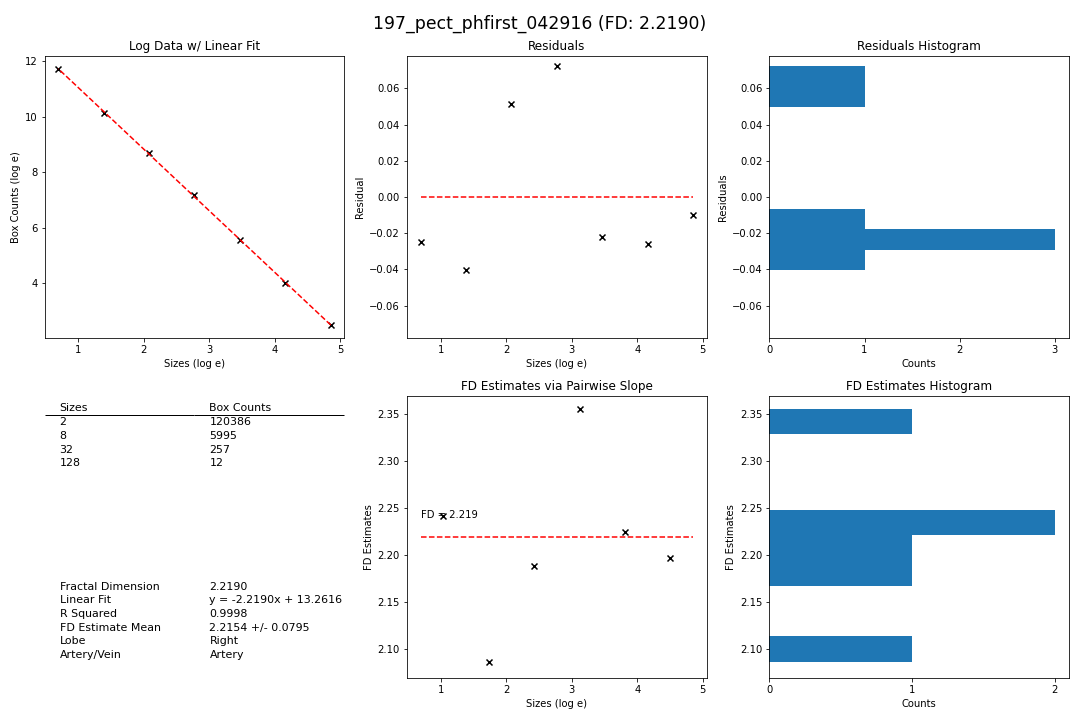 197_pect_phfirst_042916 (FD: 2.2190)
Log Data w/ Linear Fit
Box Counts (log e)
12
10
8
6
4
1 2 3 4 5
Sizes (log e)
Residuals
Residual
0.06
0.04
0.02
0.00
−0.02
−0.04
−0.06
1 2 3 4 5
Sizes (log e)
Residuals Histogram
Residuals
0.06
0.04
0.02
0.00
−0.02
−0.04
−0.06
0 1 2 3
Counts
Sizes Box Counts
2 120386
8 5995
32 257
128 12
Fractal Dimension 2.2190
Linear Fit y = -2.2190x + 13.2616
R Squared 0.9998
FD Estimate Mean 2.2154 +/- 0.0795
Lobe Right
Artery/Vein Artery
FD Estimates via Pairwise Slope
FD Estimates
2.35
2.30
2.25
2.20
2.15
2.10
FD = 2.219
1 2 3 4 5
Sizes (log e)
FD Estimates Histogram
FD Estimates
2.35
2.30
2.25
2.20
2.15
2.10
0 1 2
Counts